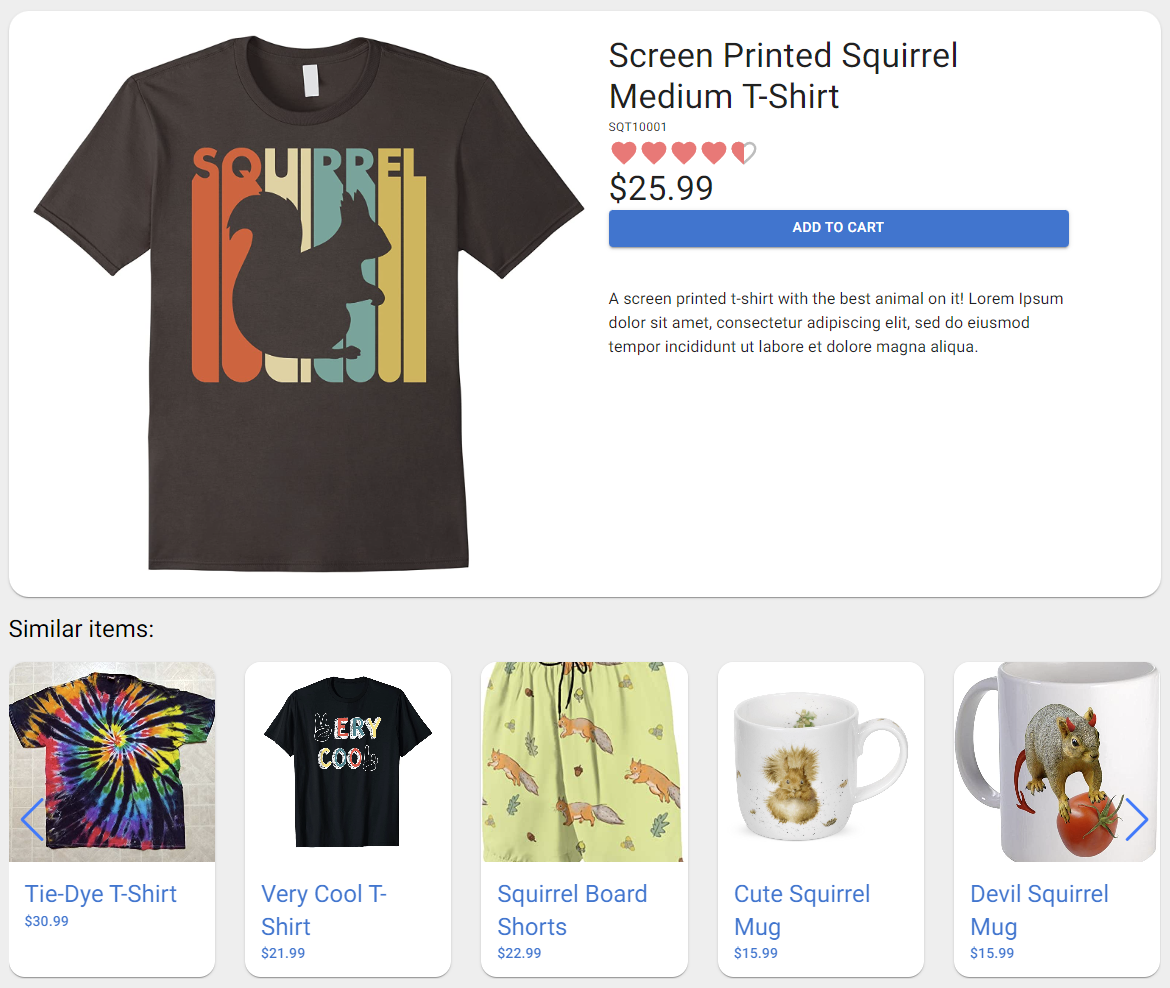 SQUIRREL
Screen Printed Squirrel
Medium T-Shirt
SQT10001
$25.99
ADD TO CART
A screen printed t-shirt with the best animal on it! Lorem Ipsum
dolor sit amet, consectetur adipiscing elit, sed do eiusmod
tempor incididunt ut labore et dolore magna aliqua.
Similar items:
VERY
COOL
Tie-Dye T-Shirt
$30.99
Very Cool T-
Shirt
$21.99
Squirrel Board
Shorts
$22.99
Cute Squirrel
Mug
$15.99
Devil Squirrel
Mug
$15.99